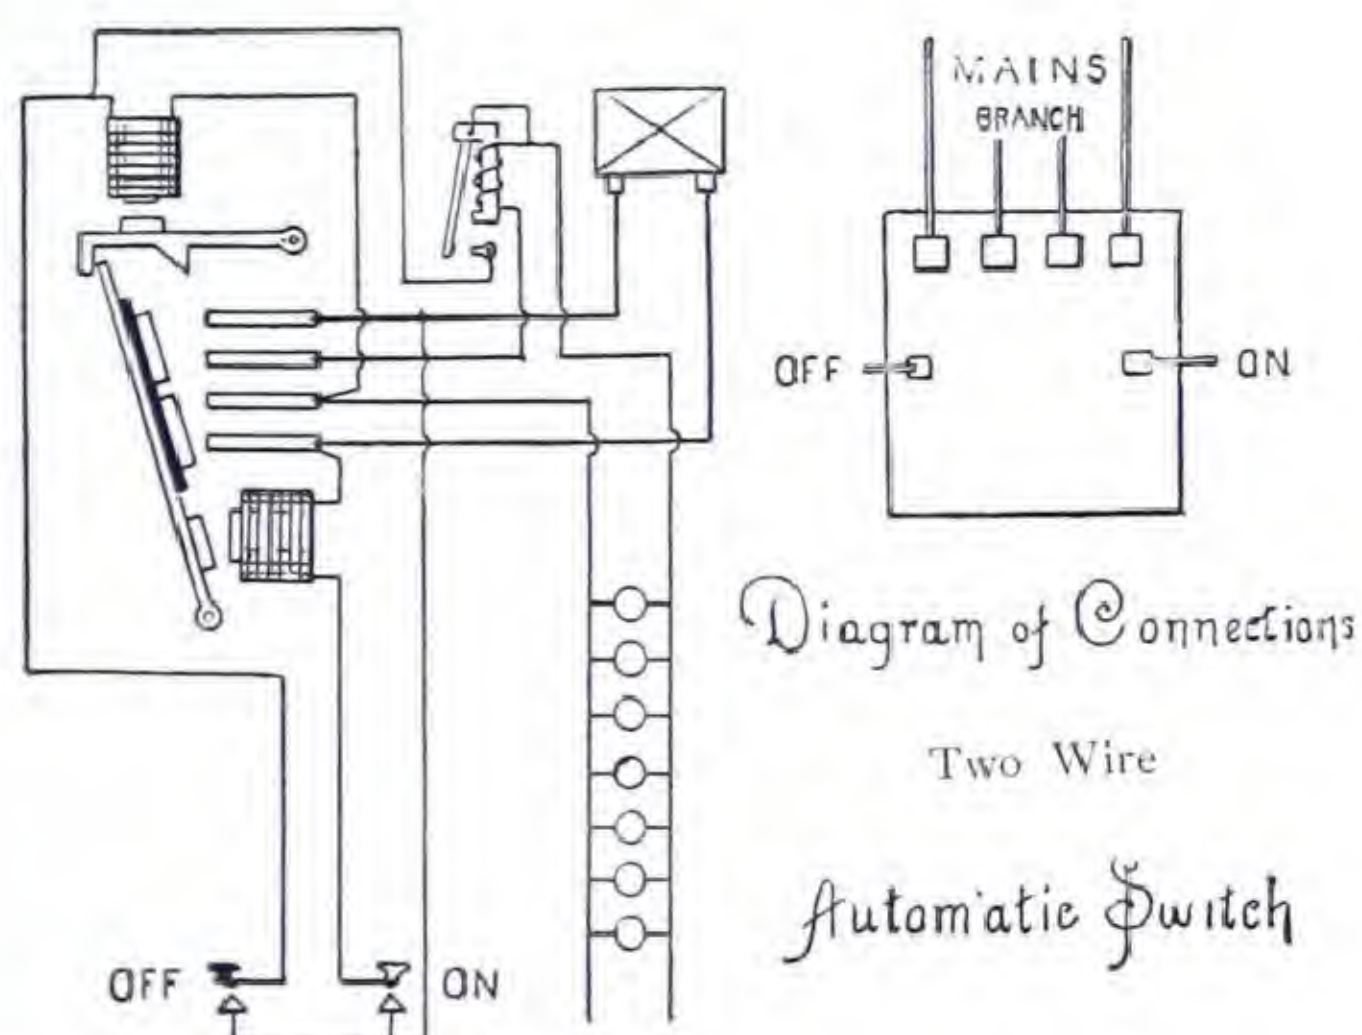 MAINS
BRANCH
OFF
ON
Diagram of Connections
Two Wire
Automatic Switch
OFF
ON